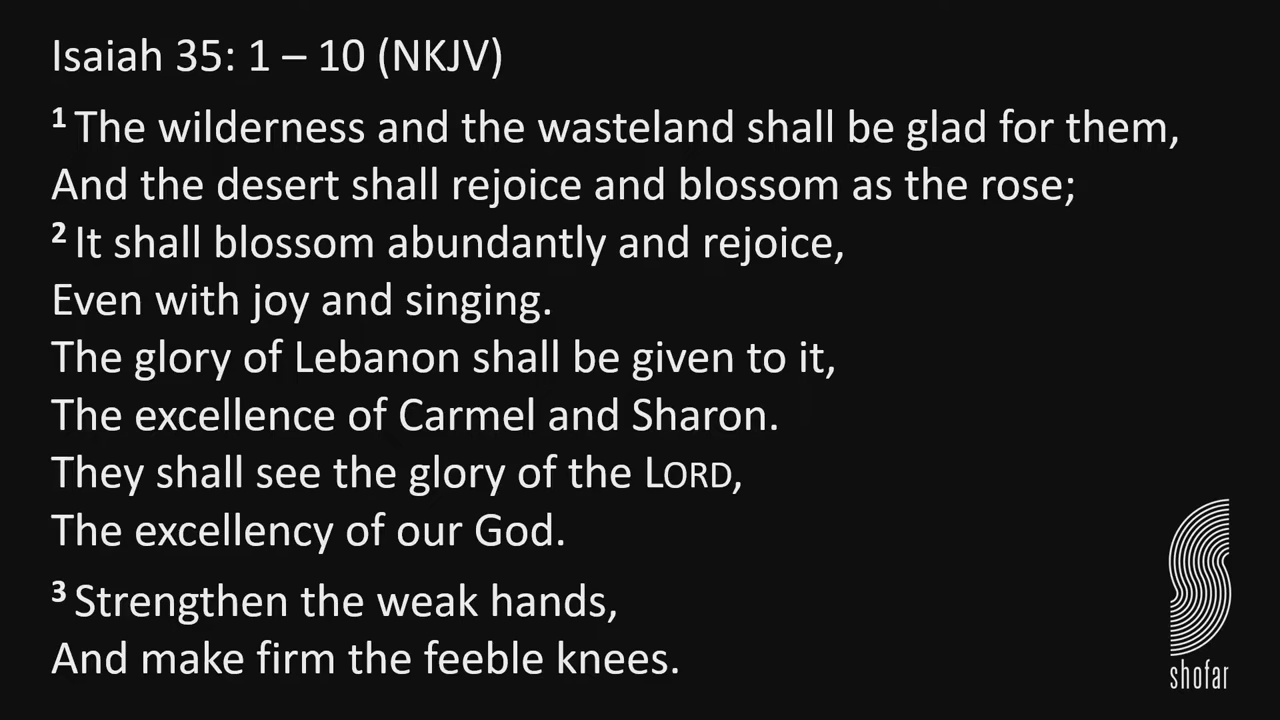 Isaiah 35: 1 – 10 (NKJV)
1 The wilderness and the wasteland shall be glad for them,
And the desert shall rejoice and blossom as the rose;
2 It shall blossom abundantly and rejoice,
Even with joy and singing.
The glory of Lebanon shall be given to it,
The excellence of Carmel and Sharon.
They shall see the glory of the LORD,
The excellency of our God.
3 Strengthen the weak hands,
And make firm the feeble knees.
shofar